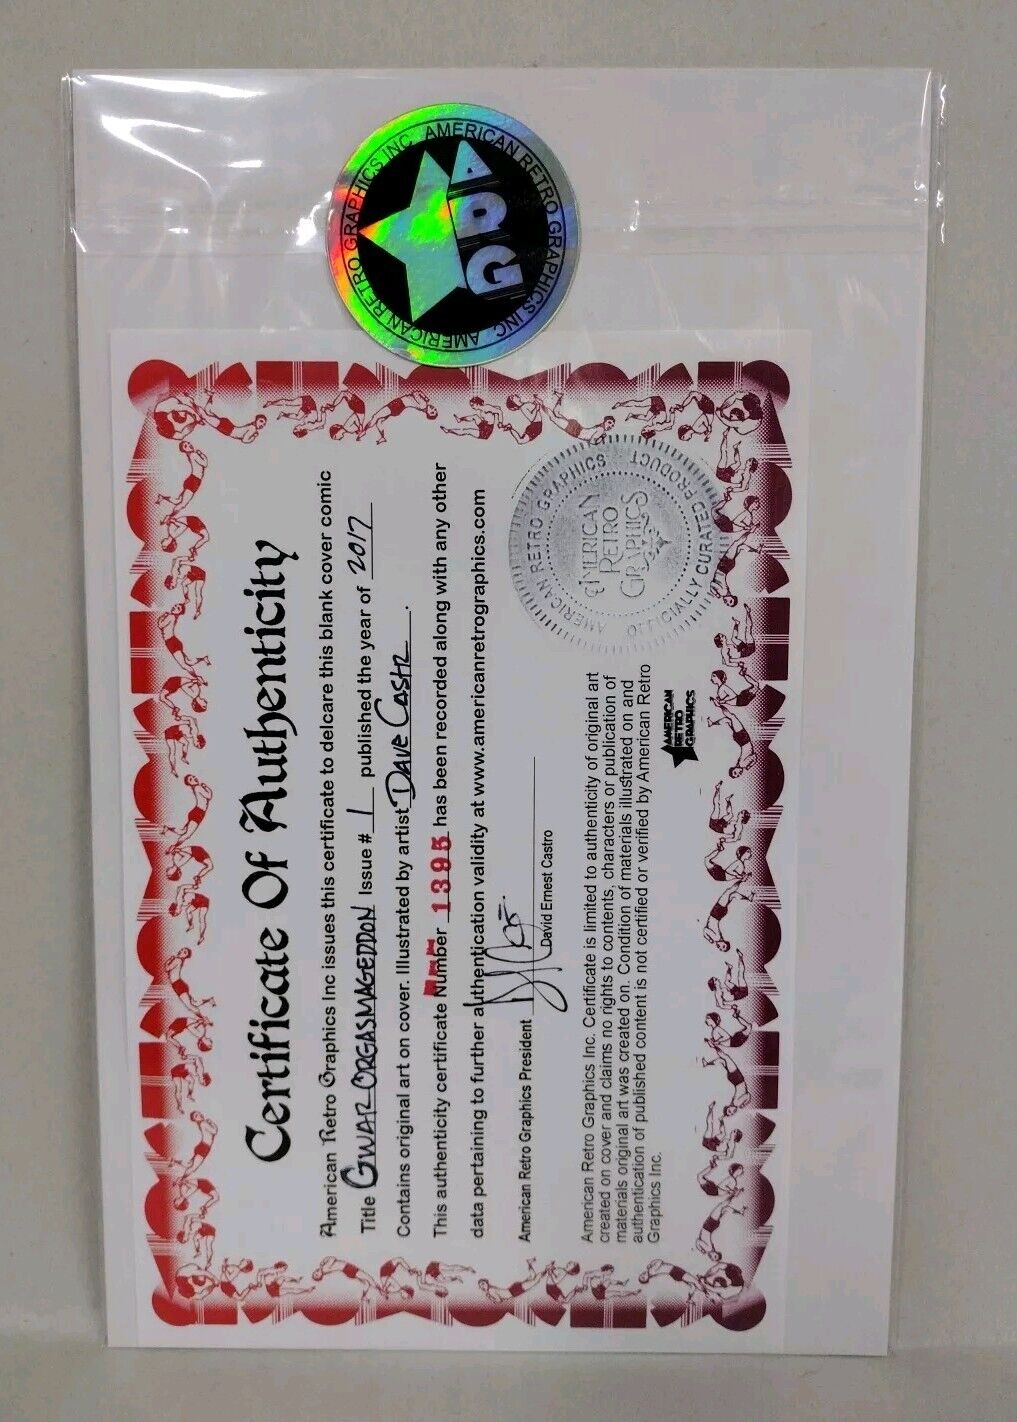 AMERICAN RETRO GRAPHICS INC. AMERICAN RETRO GRAPHICS INC.
ARG
Certificate Of Authenticity
American Retro Graphics Inc issues this certificate to delcare this blank cover comic
Title GWAR ORGASMAGEDDON Issue # 1 published the year of 2017
Contains original art on cover. Illustrated by artist DAVE CASTR.
This authenticity certificate Number 1395 has been recorded along with any other
data pertaining to further authentication validity at www.americanretrographics.com
American Retro Graphics President
David Ernest Castro
American Retro Graphics Inc. Certificate is limited to authenticity of original art
created on cover and claims no rights to contents, characters or publication of
materials original art was created on. Condition of materials illustrated on and
authentication of published content is not certified or verified by American Retro
Graphics Inc.
AMERICAN
RETRO
GRAPHICS
AMERICAN RETRO GRAPHICS
OFFICIALLY CURATED PRODUCT
AMERICAN
RETRO
GRAPHICS